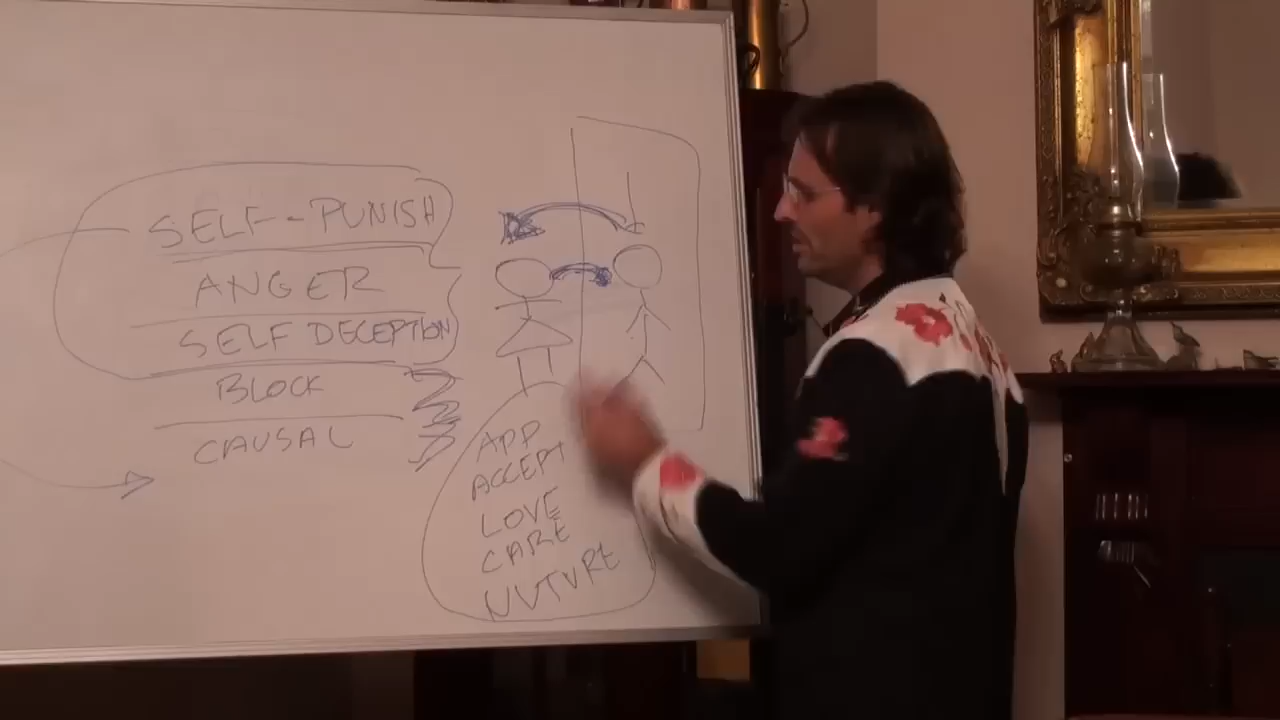 SELF-PUNISH
ANGER
SELF DECEPTION
BLOCK
CAUSAL
APP
ACCEPT
LOVE
CARE
NUTURE